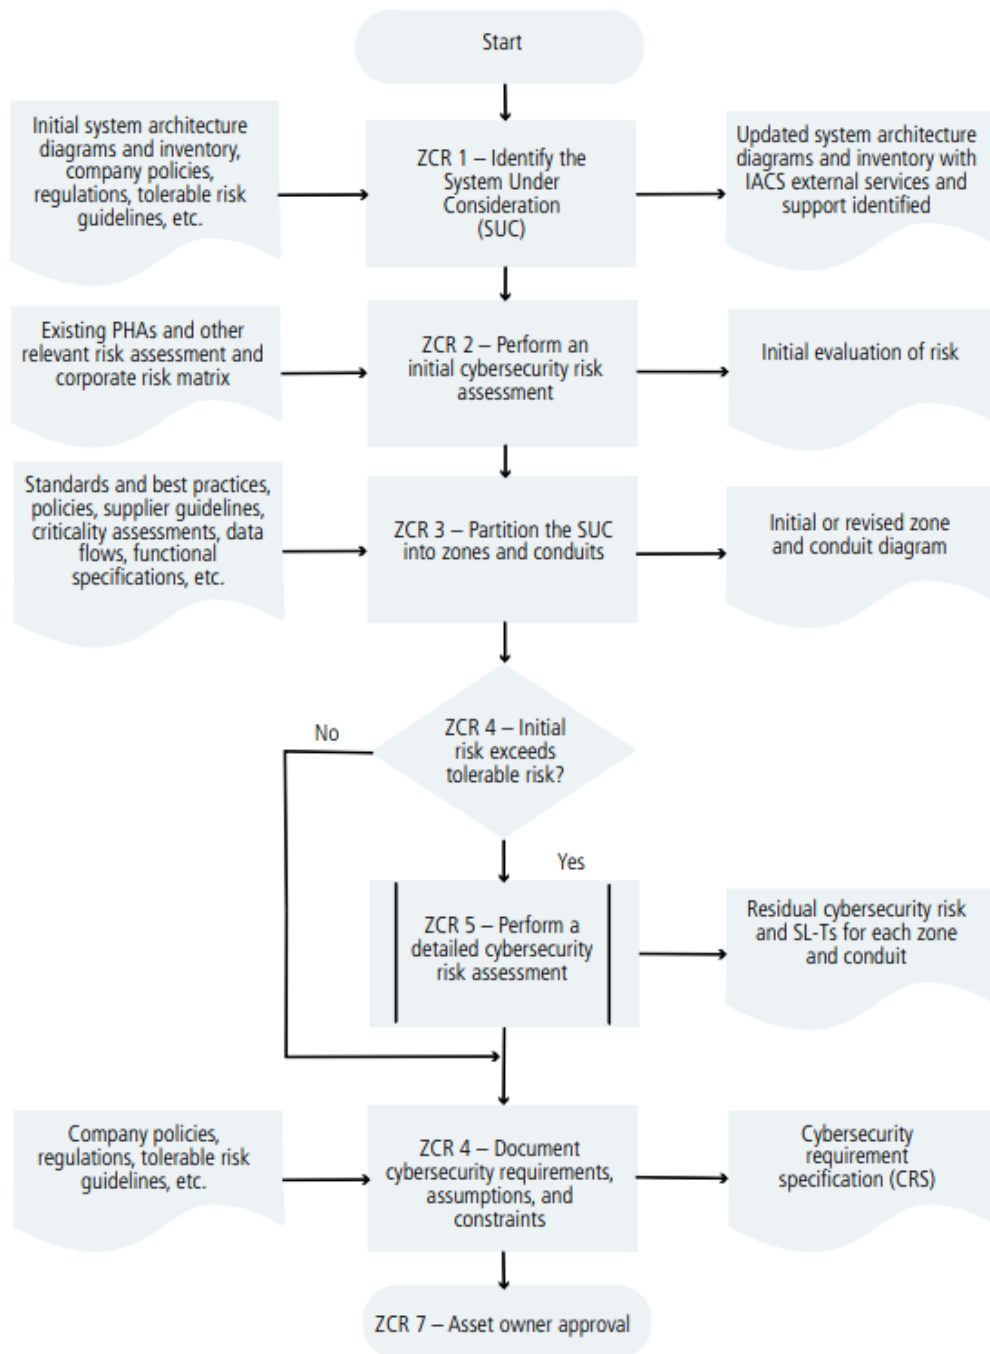 Start
Initial system architecture
diagrams and inventory,
company policies,
regulations, tolerable risk
guidelines, etc.
ZCR 1 – Identify the
System Under
Consideration
(SUC)
Updated system architecture
diagrams and inventory with
IACS external services and
support identified
Existing PHAs and other
relevant risk assessment and
corporate risk matrix
ZCR 2 – Perform an
initial cybersecurity risk
assessment
Initial evaluation of risk
Standards and best practices,
policies, supplier guidelines,
criticality assessments, data
flows, functional
specifications, etc.
ZCR 3 – Partition the SUC
into zones and conduits
Initial or revised zone
and conduit diagram
ZCR 4 – Initial
risk exceeds
tolerable risk?
No
Yes
ZCR 5 – Perform a
detailed cybersecurity
risk assessment
Residual cybersecurity risk
and SL-Ts for each zone
and conduit
Company policies,
regulations, tolerable risk
guidelines, etc.
ZCR 4 – Document
cybersecurity requirements,
assumptions, and
constraints
Cybersecurity
requirement
specification (CRS)
ZCR 7 – Asset owner approval